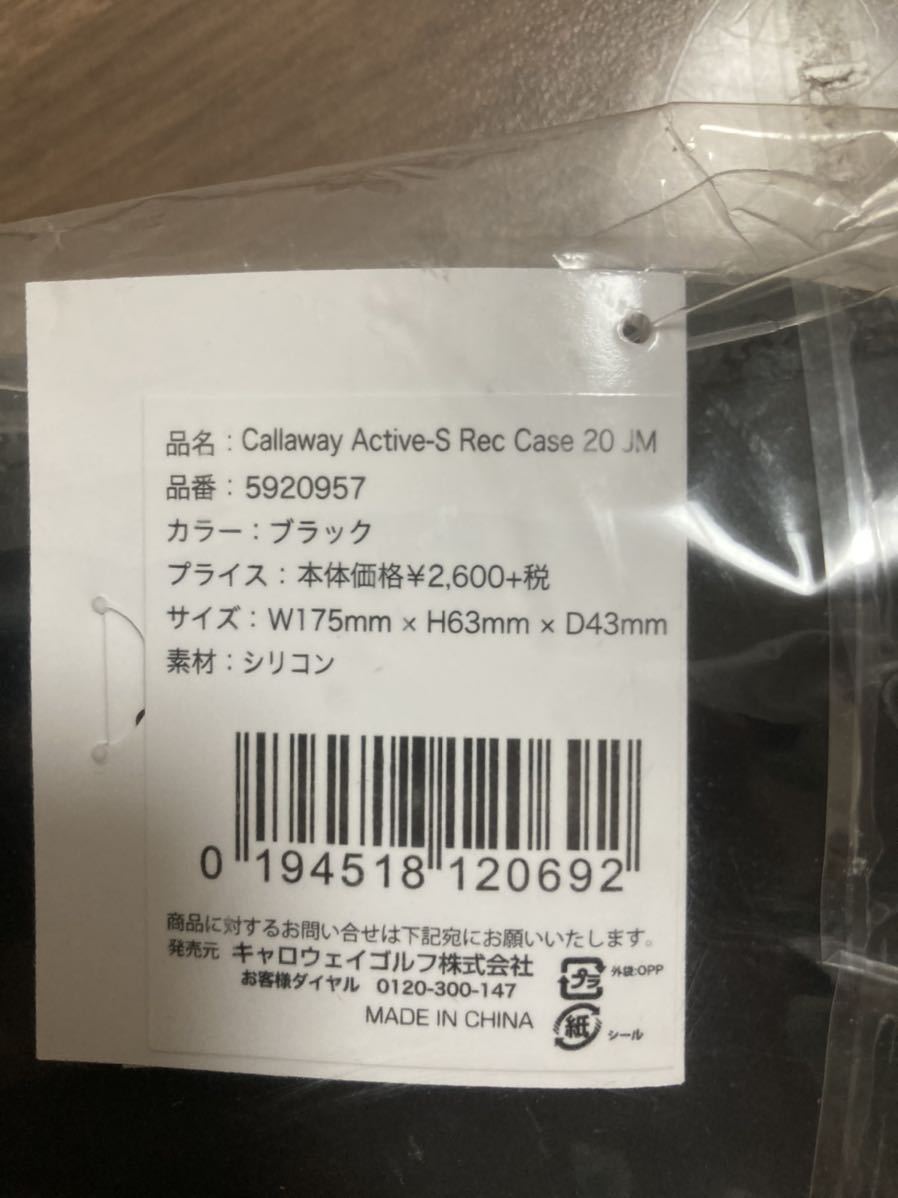 品名：Callaway Active-S Rec Case 20 JM
品番：5920957
カラー：ブラック
プライス：本体価格¥2,600+税
サイズ：W175mm × H63mm × D43mm
素材：シリコン
0 194518 120692
商品に対するお問い合せは下記宛にお願いいたします。
発売元 キャロウェイゴルフ株式会社
お客様ダイヤル 0120-300-147
プラ 外袋:OPP
MADE IN CHINA
紙 シール